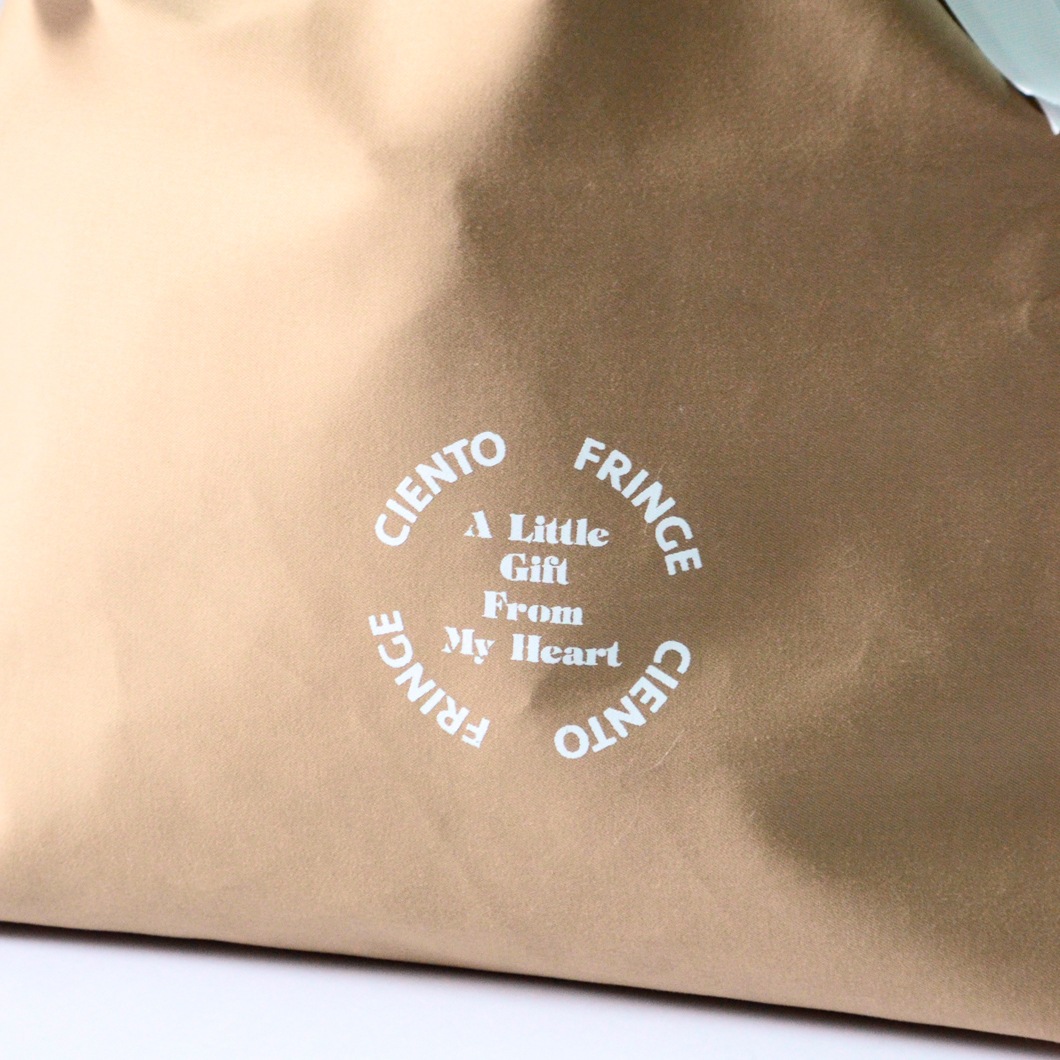 CIENTO FRINGE
A Little
Gift
From
My Heart
CIENTO FRINGE